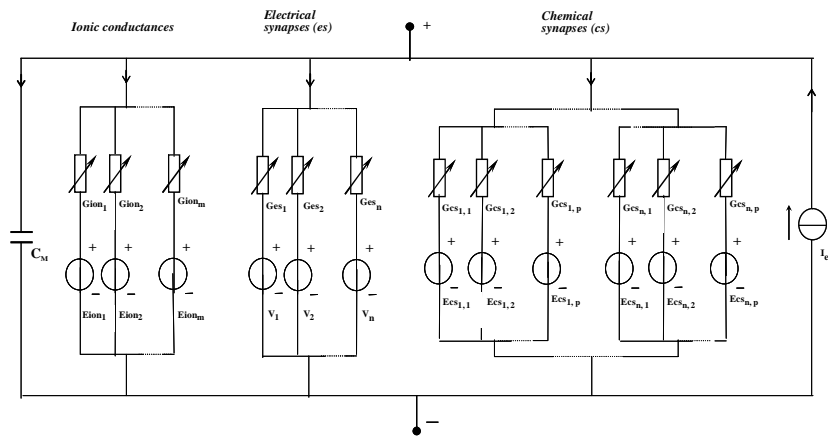 Ionic conductances
Electrical
synapses (es)
Chemical
synapses (cs)
+
Gion1 Gion2 Gionm
Ges1 Ges2 Gesn
Gcs1, 1 Gcs1, 2 Gcs1, p
Gcsn, 1 Gcsn, 2 Gcsn, p
+ + +
+ + +
+ + +
+ + +
CM
Ie
− − −
− − −
− − −
− − −
Eion1 Eion2 Eionm
V1 V2 Vn
Ecs1, 1 Ecs1, 2 Ecs1, p
Ecsn, 1 Ecsn, 2 Ecsn, p
−